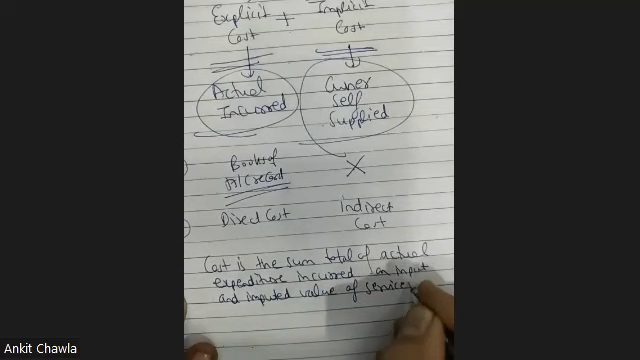 Explicit + Implicit
Cost Cost
Actual Owner
Incurred Self
Supplied
Books of
A/c record X
Direct Cost Indirect
Cost
Cost is the sum total of actual
expenditure incurred on input
and imputed value of services
Ankit Chawla